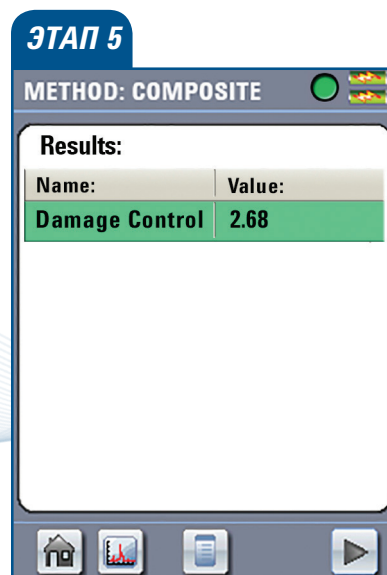 ЭТАП 5
METHOD: COMPOSITE
Results:
Name: Value:
Damage Control 2.68